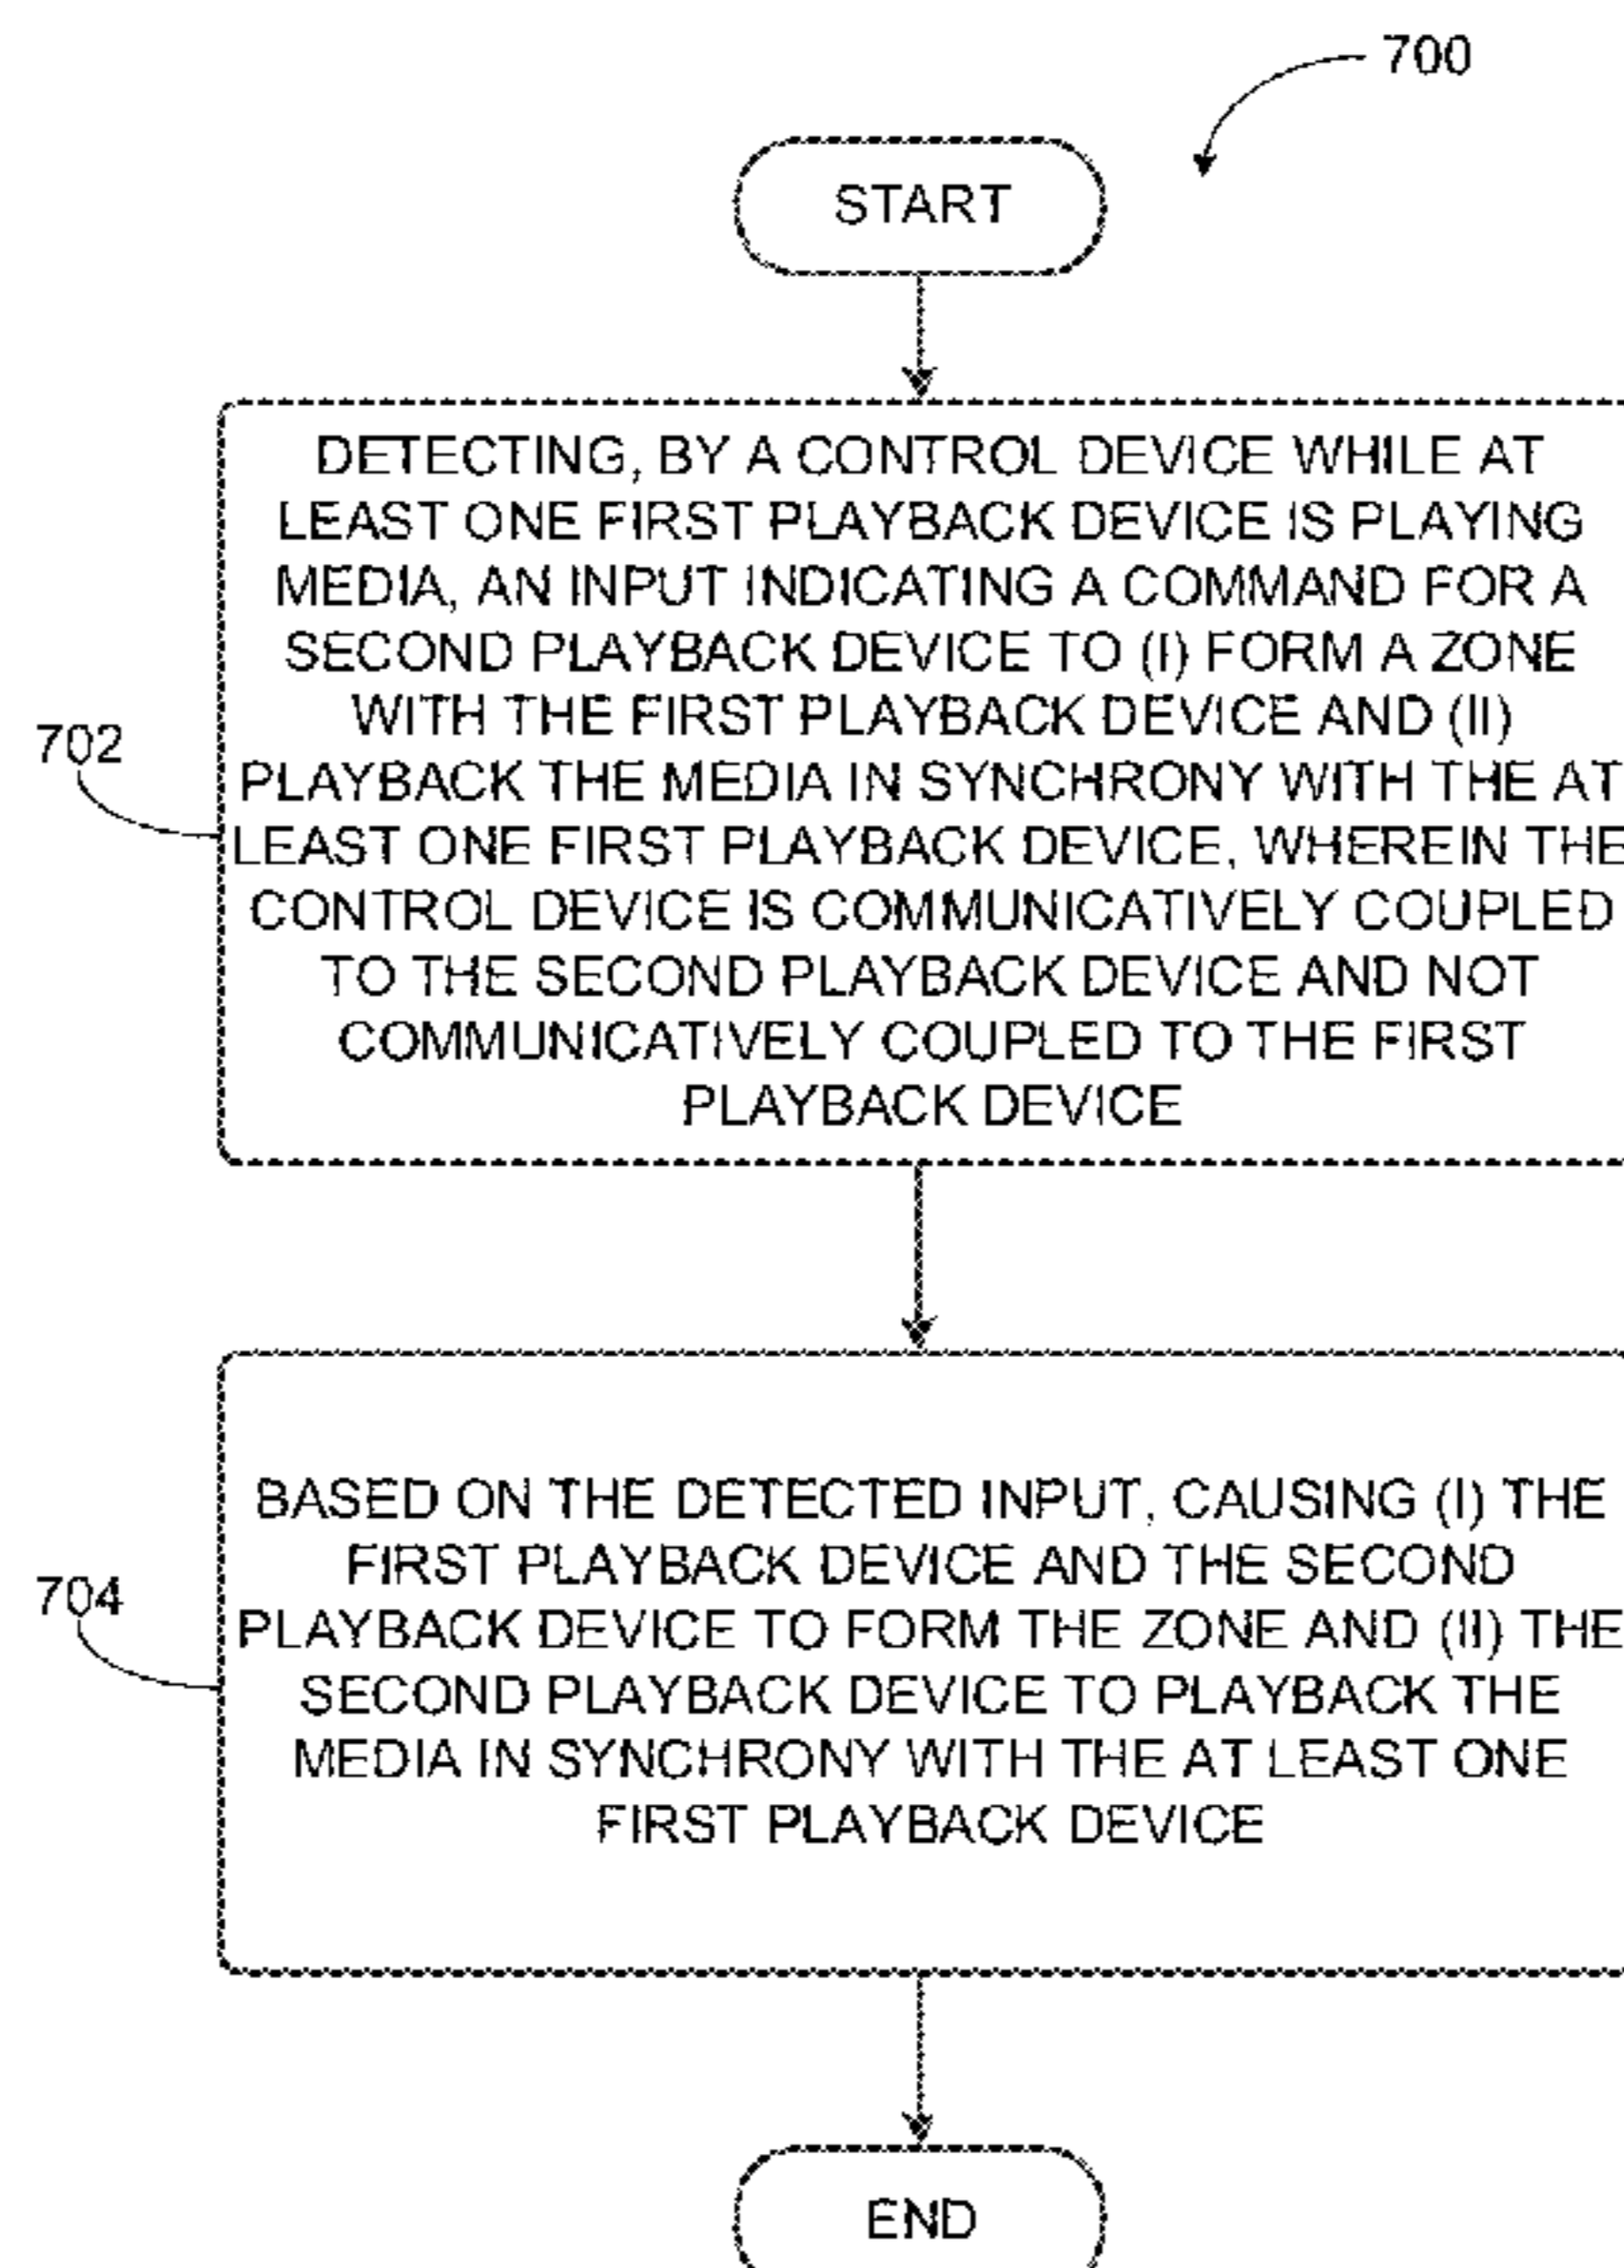 700
START
DETECTING, BY A CONTROL DEVICE WHILE AT
LEAST ONE FIRST PLAYBACK DEVICE IS PLAYING
MEDIA, AN INPUT INDICATING A COMMAND FOR A
SECOND PLAYBACK DEVICE TO (I) FORM A ZONE
WITH THE FIRST PLAYBACK DEVICE AND (II)
702
PLAYBACK THE MEDIA IN SYNCHRONY WITH THE AT
LEAST ONE FIRST PLAYBACK DEVICE, WHEREIN THE
CONTROL DEVICE IS COMMUNICATIVELY COUPLED
TO THE SECOND PLAYBACK DEVICE AND NOT
COMMUNICATIVELY COUPLED TO THE FIRST
PLAYBACK DEVICE
BASED ON THE DETECTED INPUT, CAUSING (I) THE
FIRST PLAYBACK DEVICE AND THE SECOND
704
PLAYBACK DEVICE TO FORM THE ZONE AND (II) THE
SECOND PLAYBACK DEVICE TO PLAYBACK THE
MEDIA IN SYNCHRONY WITH THE AT LEAST ONE
FIRST PLAYBACK DEVICE
END